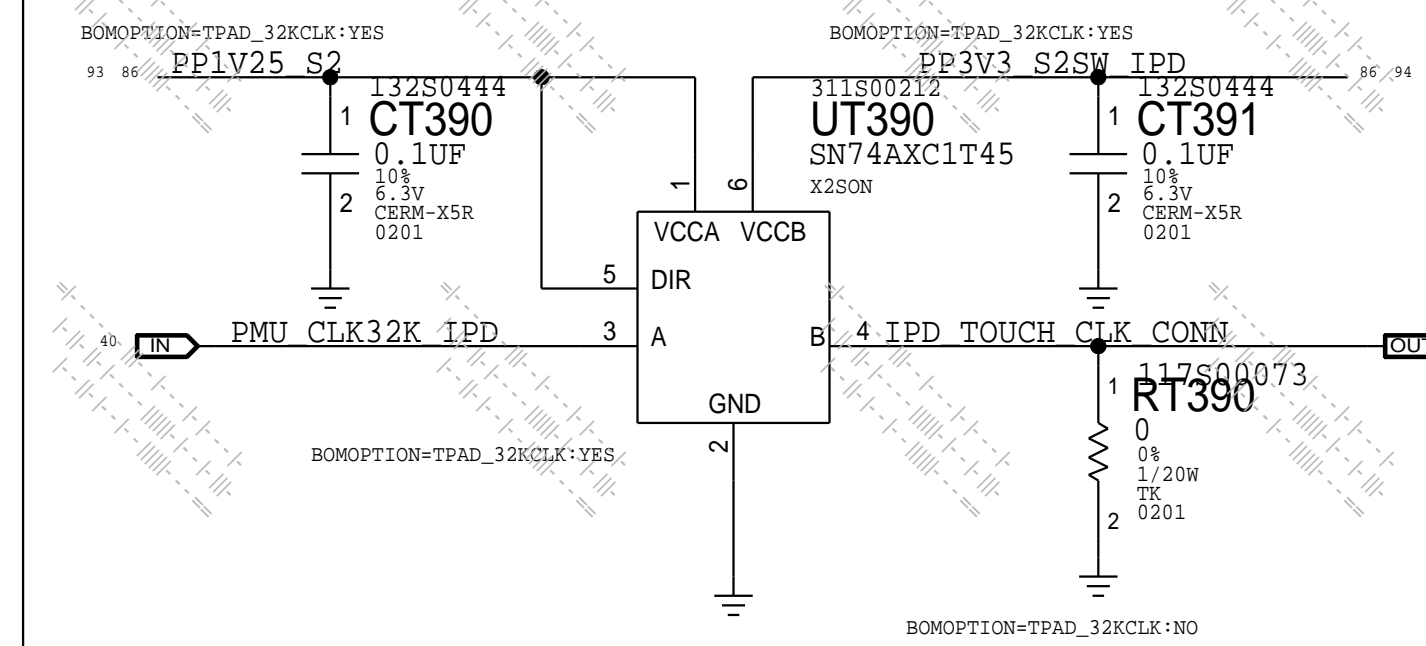 BOMOPTION=TPAD_32KCLK:YES
93 86
PP1V25_S2
132S0444
1
CT390
0.1UF
10%
6.3V
2
CERM-X5R
0201
BOMOPTION=TPAD_32KCLK:YES
PP3V3_S2SW_IPD
86 94
311S00212
UT390
SN74AXC1T45
X2SON
132S0444
1
CT391
0.1UF
10%
6.3V
2
CERM-X5R
0201
1
6
VCCA VCCB
5
DIR
40
IN
PMU_CLK32K_IPD
3
A
B
4
IPD_TOUCH_CLK_CONN
GND
2
BOMOPTION=TPAD_32KCLK:YES
117S00073
1
RT390
0
0%
1/20W
TK
2
0201
BOMOPTION=TPAD_32KCLK:NO